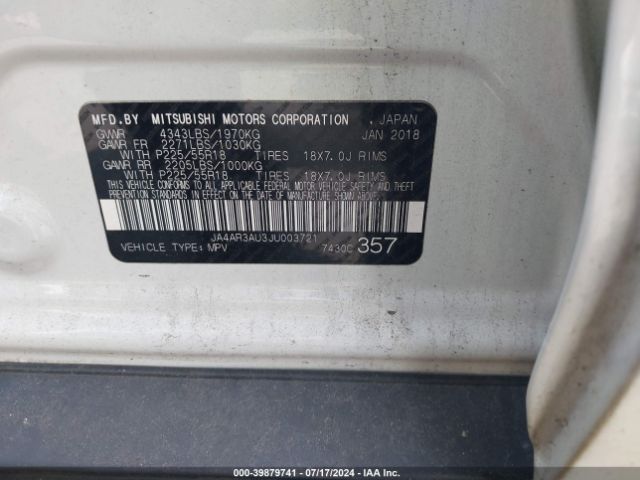 MFD.BY MITSUBISHI MOTORS CORPORATION , JAPAN
GVWR 4343LBS/1970KG JAN 2018
GAWR FR 2271LBS/1030KG
WITH P225/55R18 TIRES 18X7.0J RIMS
GAWR RR 2205LBS/1000KG
WITH P225/55R18 TIRES 18X7.0J RIMS
THIS VEHICLE CONFORMS TO ALL APPLICABLE FEDERAL MOTOR VEHICLE SAFETY AND THEFT
PREVENTION STANDARDS IN EFFECT ON THE DATE OF MANUFACTURE SHOWN ABOVE.
JA4AR3AU3JU003721
VEHICLE TYPE: MPV 7430C 357
000-39879741 / 07/17/2024 / IAA Holdings, LLC.